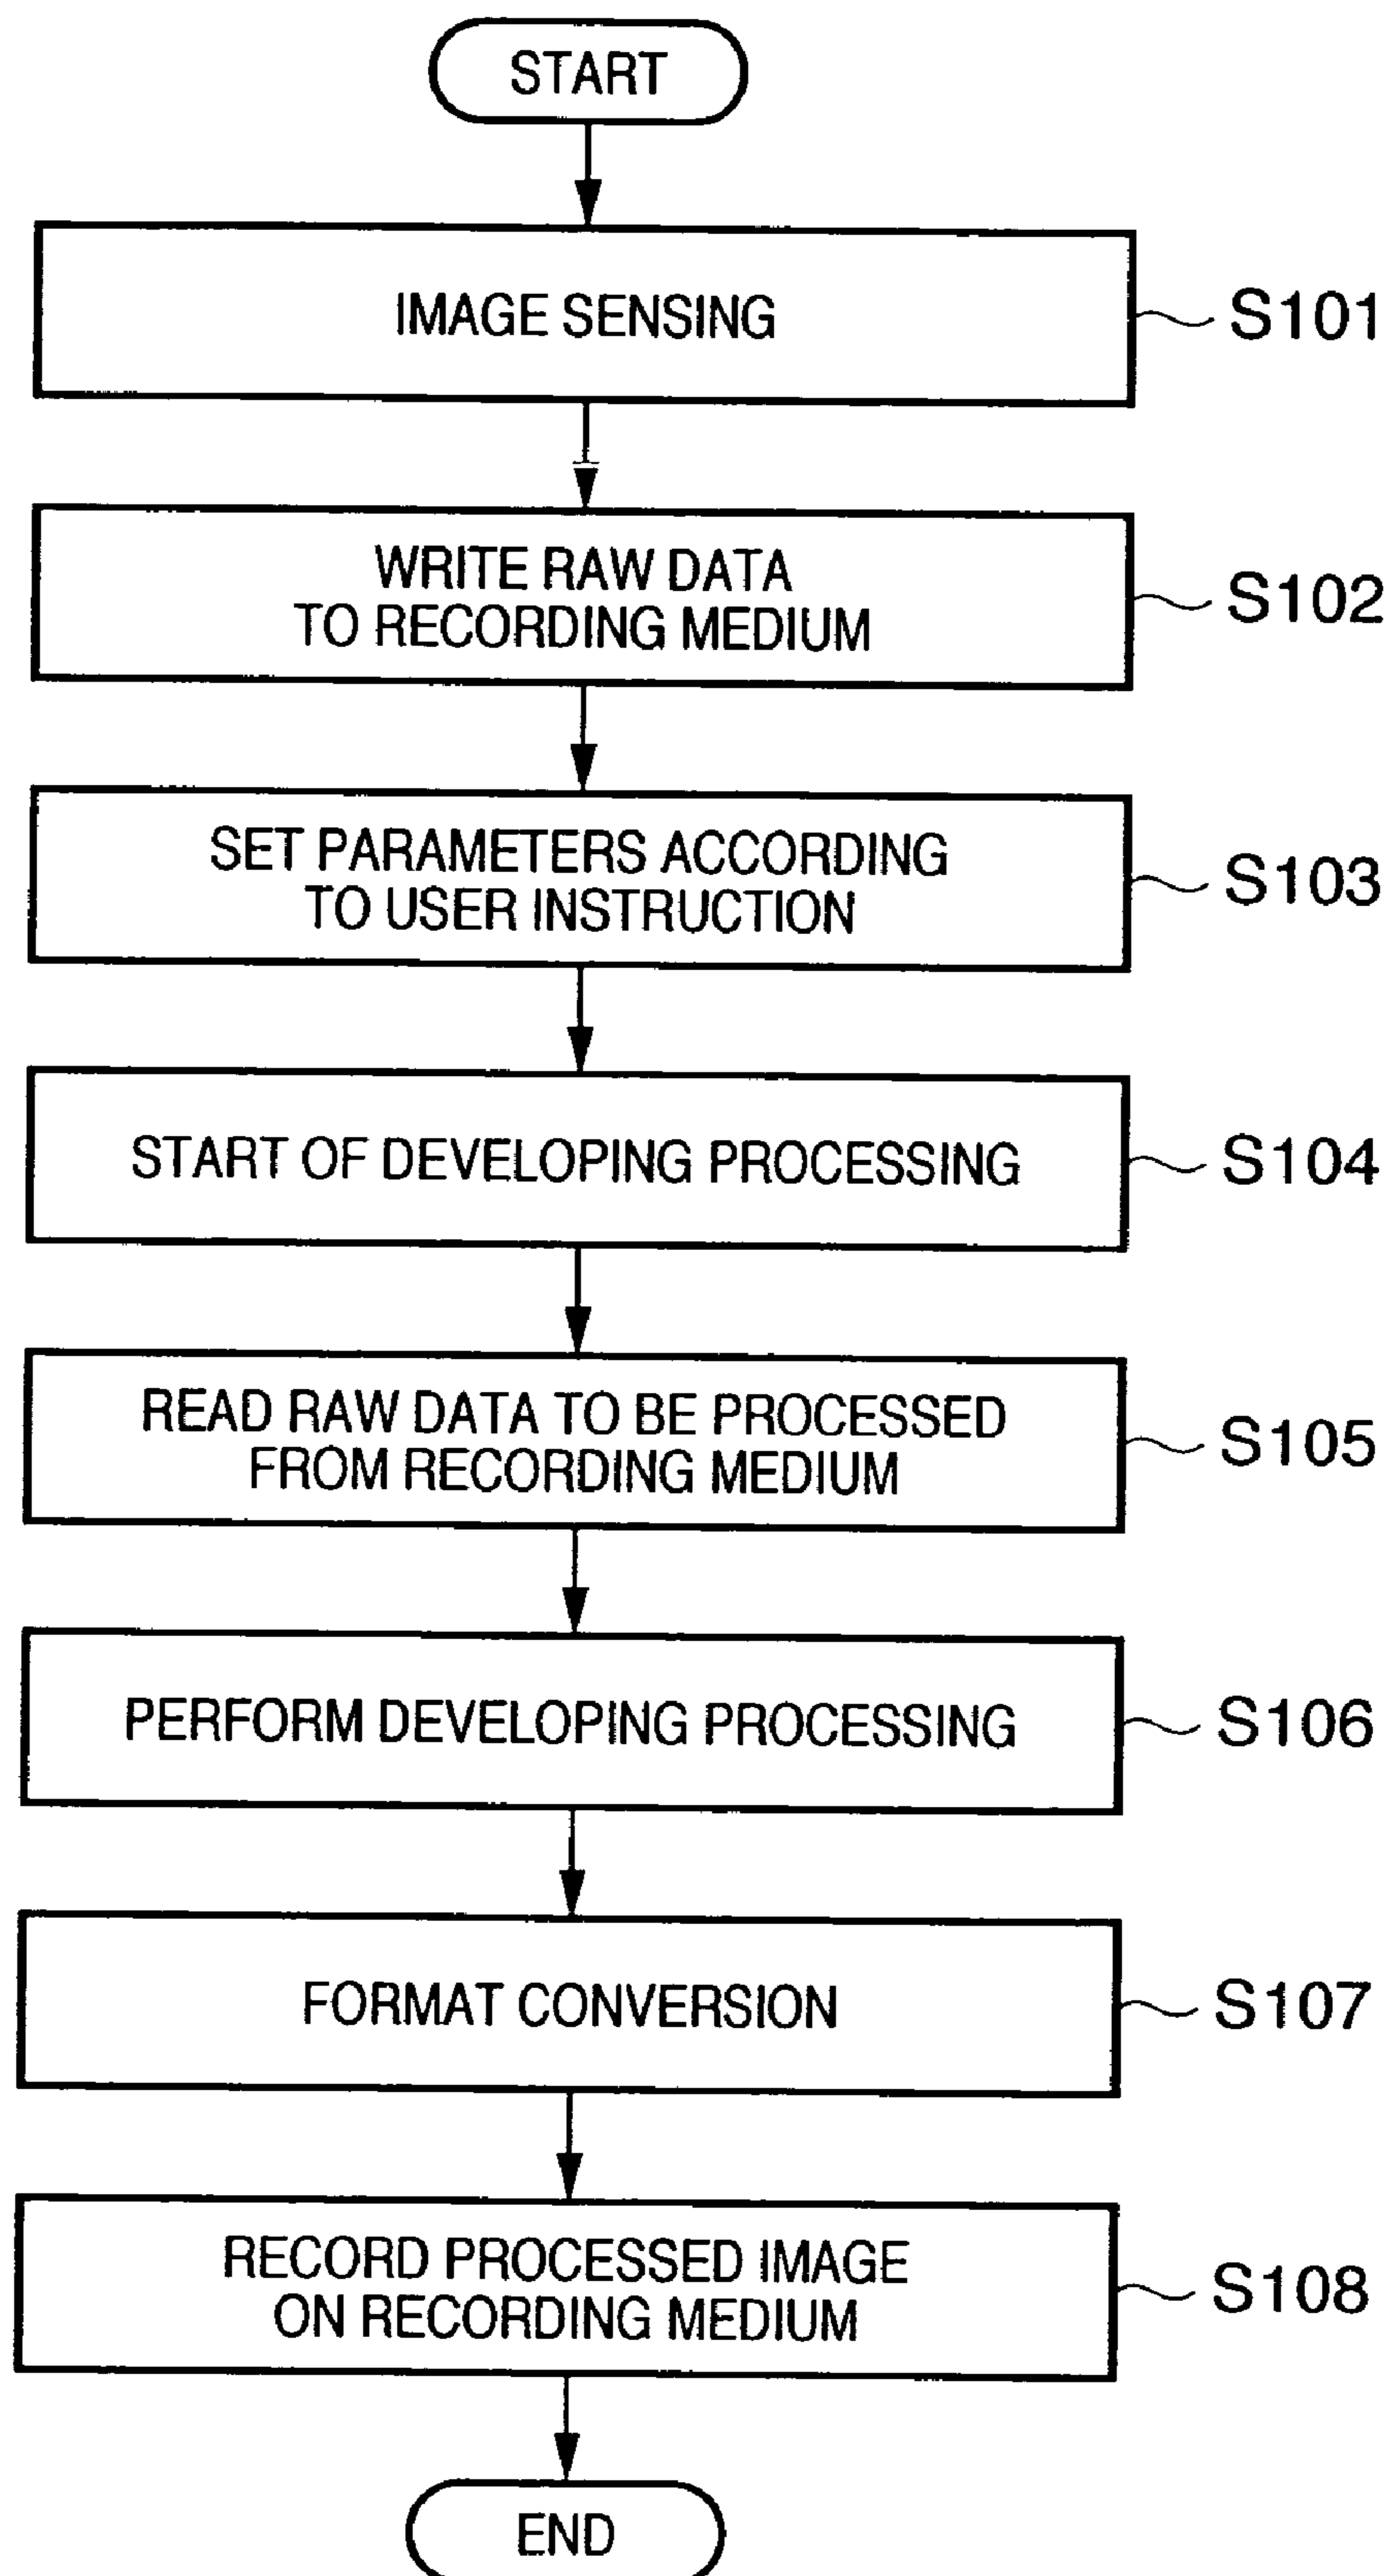 START
IMAGE SENSING
S101
WRITE RAW DATA
TO RECORDING MEDIUM
S102
SET PARAMETERS ACCORDING
TO USER INSTRUCTION
S103
START OF DEVELOPING PROCESSING
S104
READ RAW DATA TO BE PROCESSED
FROM RECORDING MEDIUM
S105
PERFORM DEVELOPING PROCESSING
S106
FORMAT CONVERSION
S107
RECORD PROCESSED IMAGE
ON RECORDING MEDIUM
S108
END